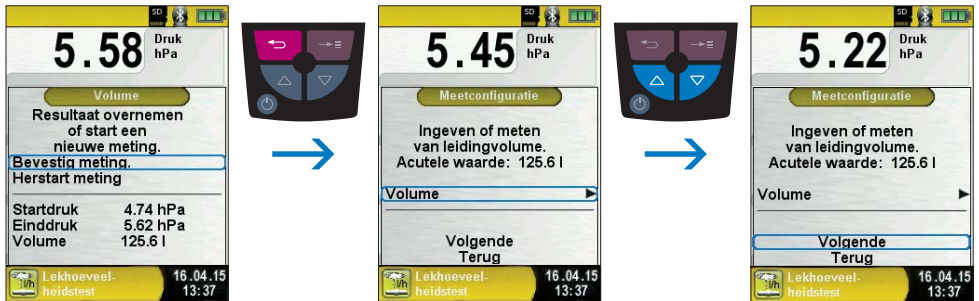 SD
5.58 Druk
hPa
Volume
Resultaat overnemen
of start een
nieuwe meting.
Bevestig meting.
Herstart meting
Startdruk 4.74 hPa
Einddruk 5.62 hPa
Volume 125.6 l
Lekhoeveel-
heidstest
l/h
16.04.15
13:37
SD
5.45 Druk
hPa
Meetconfiguratie
Ingeven of meten
van leidingvolume.
Acutele waarde: 125.6 l
Volume
Volgende
Terug
Lekhoeveel-
heidstest
l/h
16.04.15
13:37
SD
5.22 Druk
hPa
Meetconfiguratie
Ingeven of meten
van leidingvolume.
Acutele waarde: 125.6 l
Volume
Volgende
Terug
Lekhoeveel-
heidstest
l/h
16.04.15
13:37